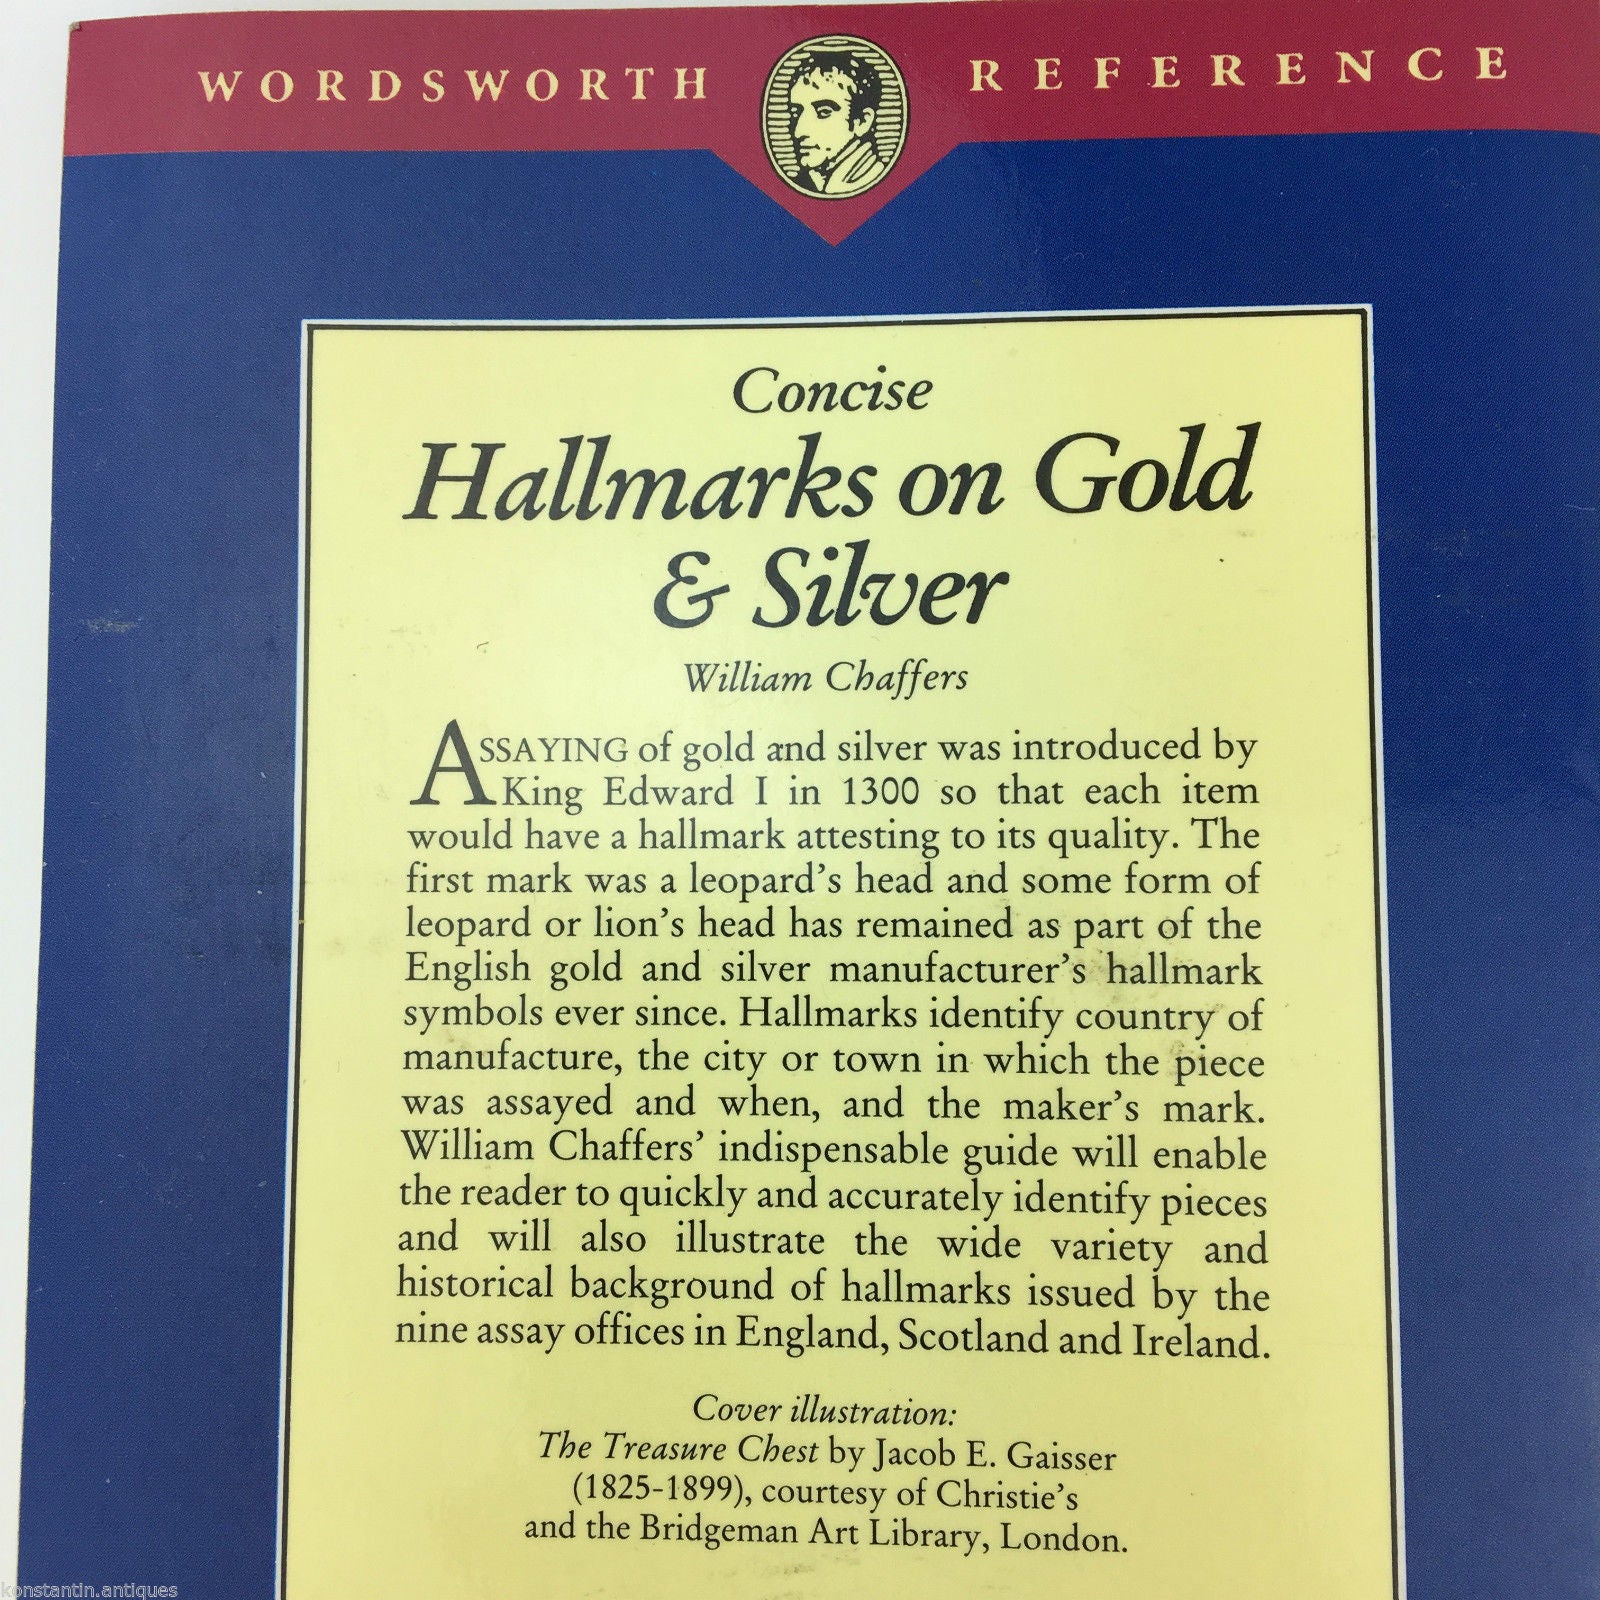 WORDSWORTH REFERENCE
Concise
Hallmarks on Gold
& Silver
William Chaffers
ASSAYING of gold and silver was introduced by
King Edward I in 1300 so that each item
would have a hallmark attesting to its quality. The
first mark was a leopard's head and some form of
leopard or lion's head has remained as part of the
English gold and silver manufacturer's hallmark
symbols ever since. Hallmarks identify country of
manufacture, the city or town in which the piece
was assayed and when, and the maker's mark.
William Chaffers' indispensable guide will enable
the reader to quickly and accurately identify pieces
and will also illustrate the wide variety and
historical background of hallmarks issued by the
nine assay offices in England, Scotland and Ireland.
Cover illustration:
The Treasure Chest by Jacob E. Gaisser
(1825-1899), courtesy of Christie's
and the Bridgeman Art Library, London.
konstantin.antiques